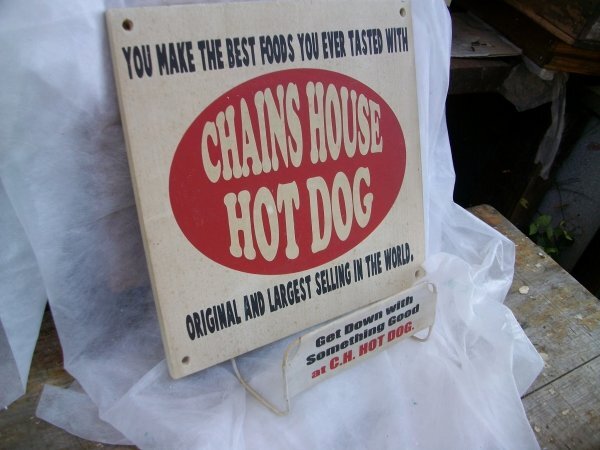 YOU MAKE THE BEST FOODS YOU EVER TASTED WITH
CHAINS HOUSE
HOT DOG
ORIGINAL AND LARGEST SELLING IN THE WORLD.
Get Down with
Something Good
at C.H. HOT DOG.